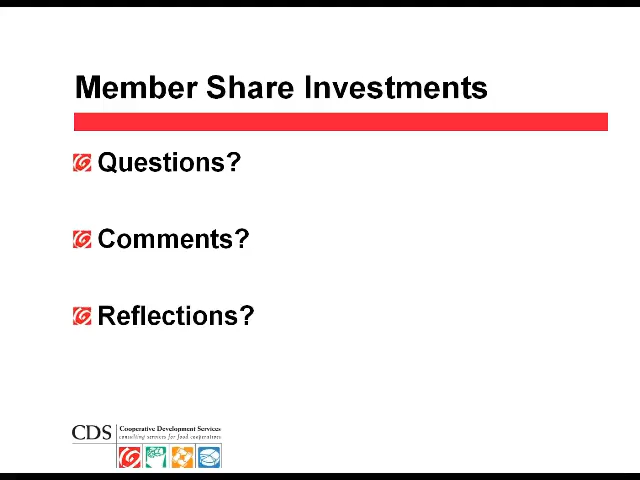 Member Share Investments
Questions?
Comments?
Reflections?
CDS
Cooperative Development Services
consulting services for food cooperatives